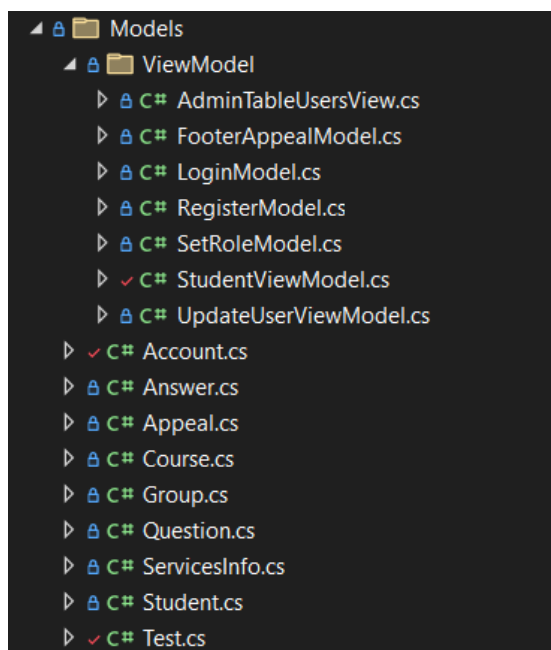 Models
ViewModel
C# AdminTableUsersView.cs
C# FooterAppealModel.cs
C# LoginModel.cs
C# RegisterModel.cs
C# SetRoleModel.cs
C# StudentViewModel.cs
C# UpdateUserViewModel.cs
C# Account.cs
C# Answer.cs
C# Appeal.cs
C# Course.cs
C# Group.cs
C# Question.cs
C# ServicesInfo.cs
C# Student.cs
C# Test.cs